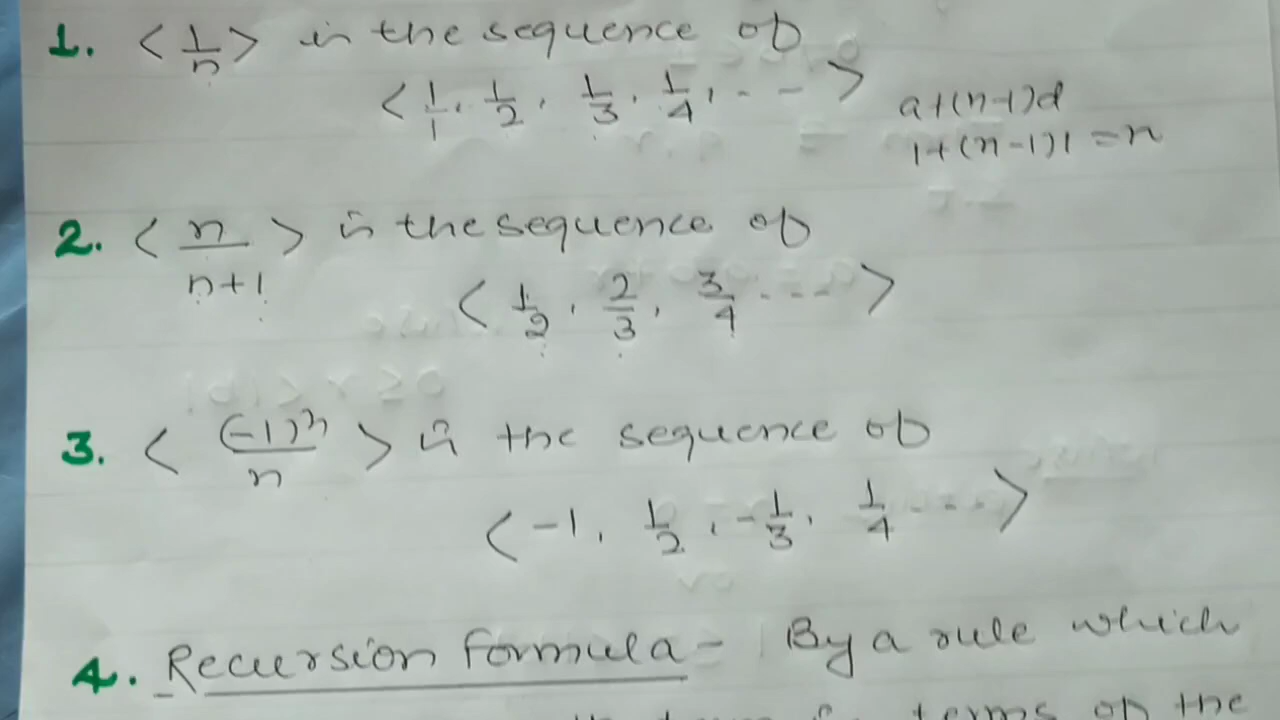 1. < 1/n > is the sequence of
< 1/1, 1/2, 1/3, 1/4, - - - >
a+(n-1)d
1+(n-1)1 = n
2. < n/n+1 > is the sequence of
< 1/2, 2/3, 3/4 - - - - >
3. < (-1)^n/n > is the sequence of
< -1, 1/2, -1/3, 1/4 - - - >
4. Recursion formula - By a rule which
terms of the